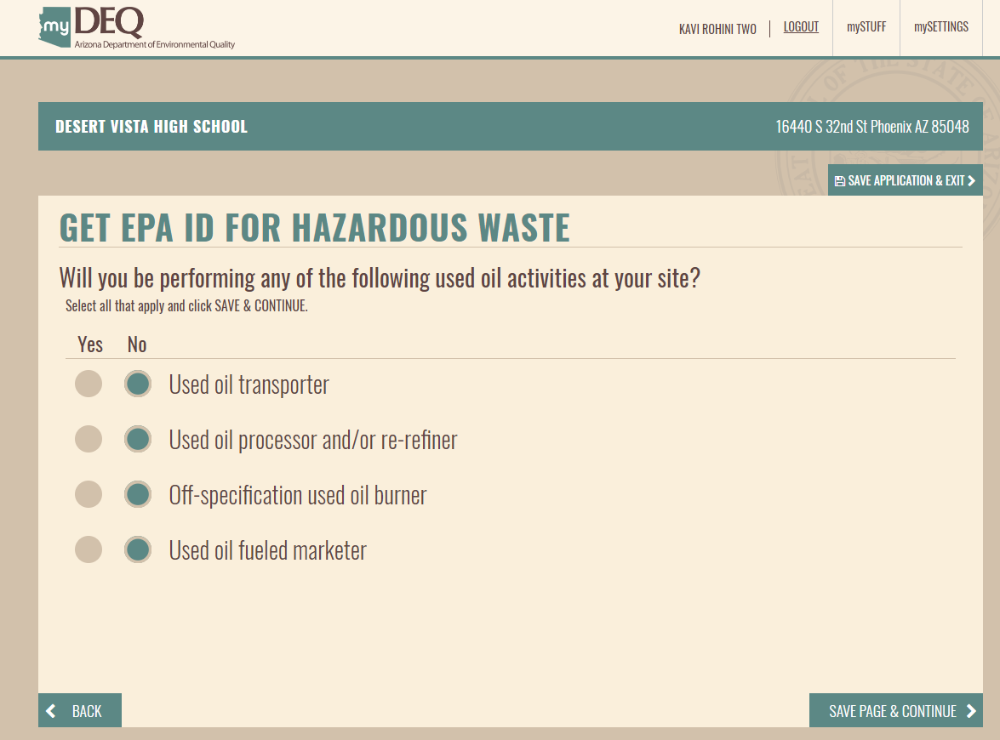 my DEQ
Arizona Department of Environmental Quality
KAVI ROHINI TWO
LOGOUT
mySTUFF
mySETTINGS
DESERT VISTA HIGH SCHOOL
16440 S 32nd St Phoenix AZ 85048
SAVE APPLICATION & EXIT
GET EPA ID FOR HAZARDOUS WASTE
Will you be performing any of the following used oil activities at your site?
Select all that apply and click SAVE & CONTINUE.
Yes No
Used oil transporter
Used oil processor and/or re-refiner
Off-specification used oil burner
Used oil fueled marketer
BACK
SAVE PAGE & CONTINUE